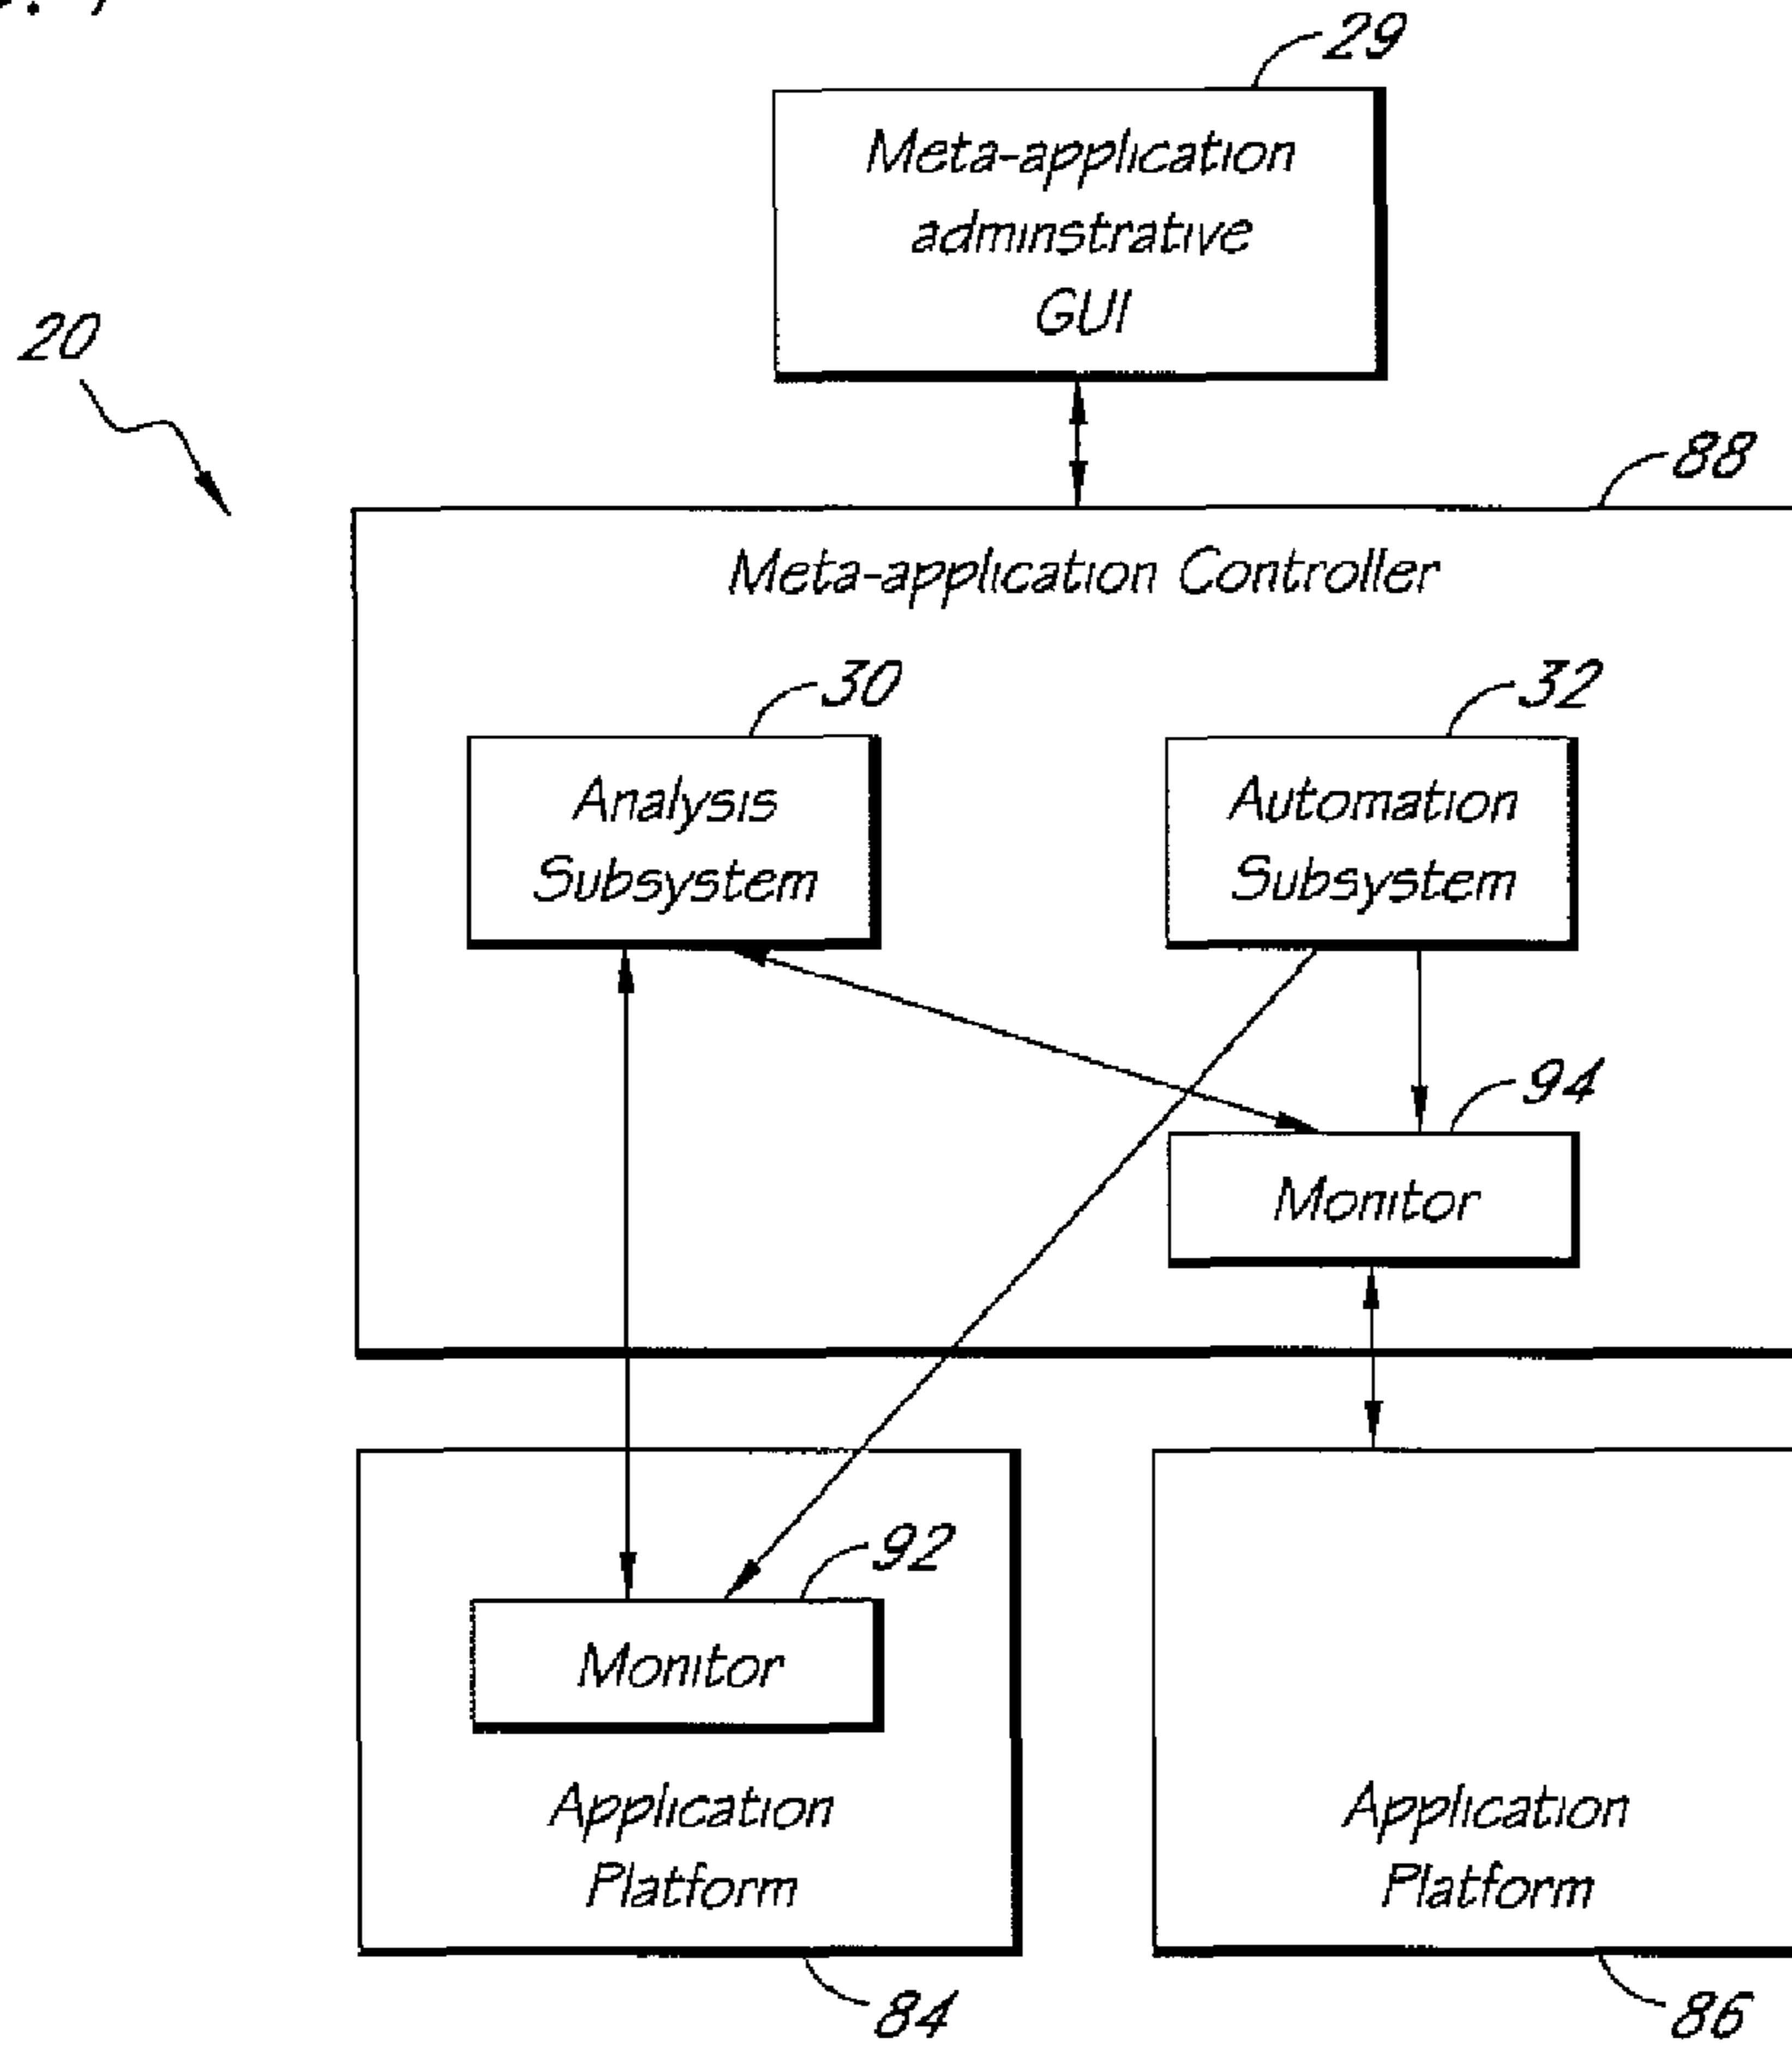 29
Meta-application
adminstrative
GUI
20
88
Meta-application Controller
30
32
Analysis
Subsystem
Automation
Subsystem
94
Monitor
92
Monitor
Application
Platform
Application
Platform
84
86